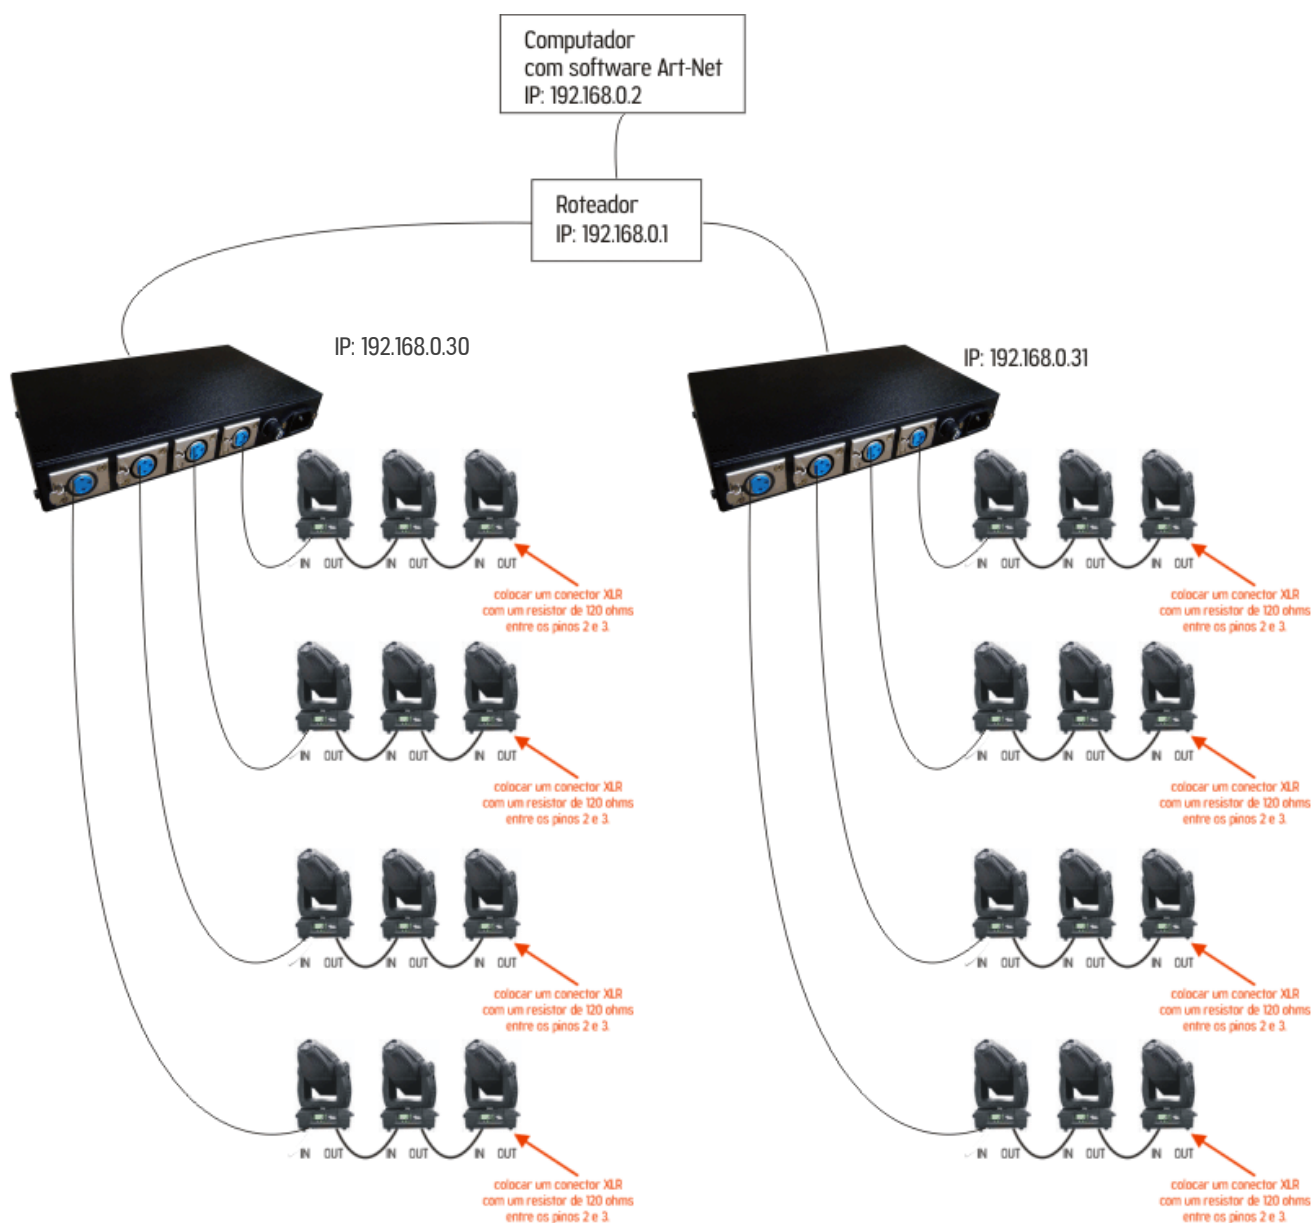 Computador
com software Art-Net
IP: 192.168.0.2
Roteador
IP: 192.168.0.1
IP: 192.168.0.30
IP: 192.168.0.31
IN OUT IN OUT IN OUT
colocar um conector XLR
com um resistor de 120 ohms
entre os pinos 2 e 3.
IN OUT IN OUT IN OUT
colocar um conector XLR
com um resistor de 120 ohms
entre os pinos 2 e 3.
IN OUT IN OUT IN OUT
colocar um conector XLR
com um resistor de 120 ohms
entre os pinos 2 e 3.
IN OUT IN OUT IN OUT
colocar um conector XLR
com um resistor de 120 ohms
entre os pinos 2 e 3.
IN OUT IN OUT IN OUT
colocar um conector XLR
com um resistor de 120 ohms
entre os pinos 2 e 3.
IN OUT IN OUT IN OUT
colocar um conector XLR
com um resistor de 120 ohms
entre os pinos 2 e 3.
IN OUT IN OUT IN OUT
colocar um conector XLR
com um resistor de 120 ohms
entre os pinos 2 e 3.
IN OUT IN OUT IN OUT
colocar um conector XLR
com um resistor de 120 ohms
entre os pinos 2 e 3.